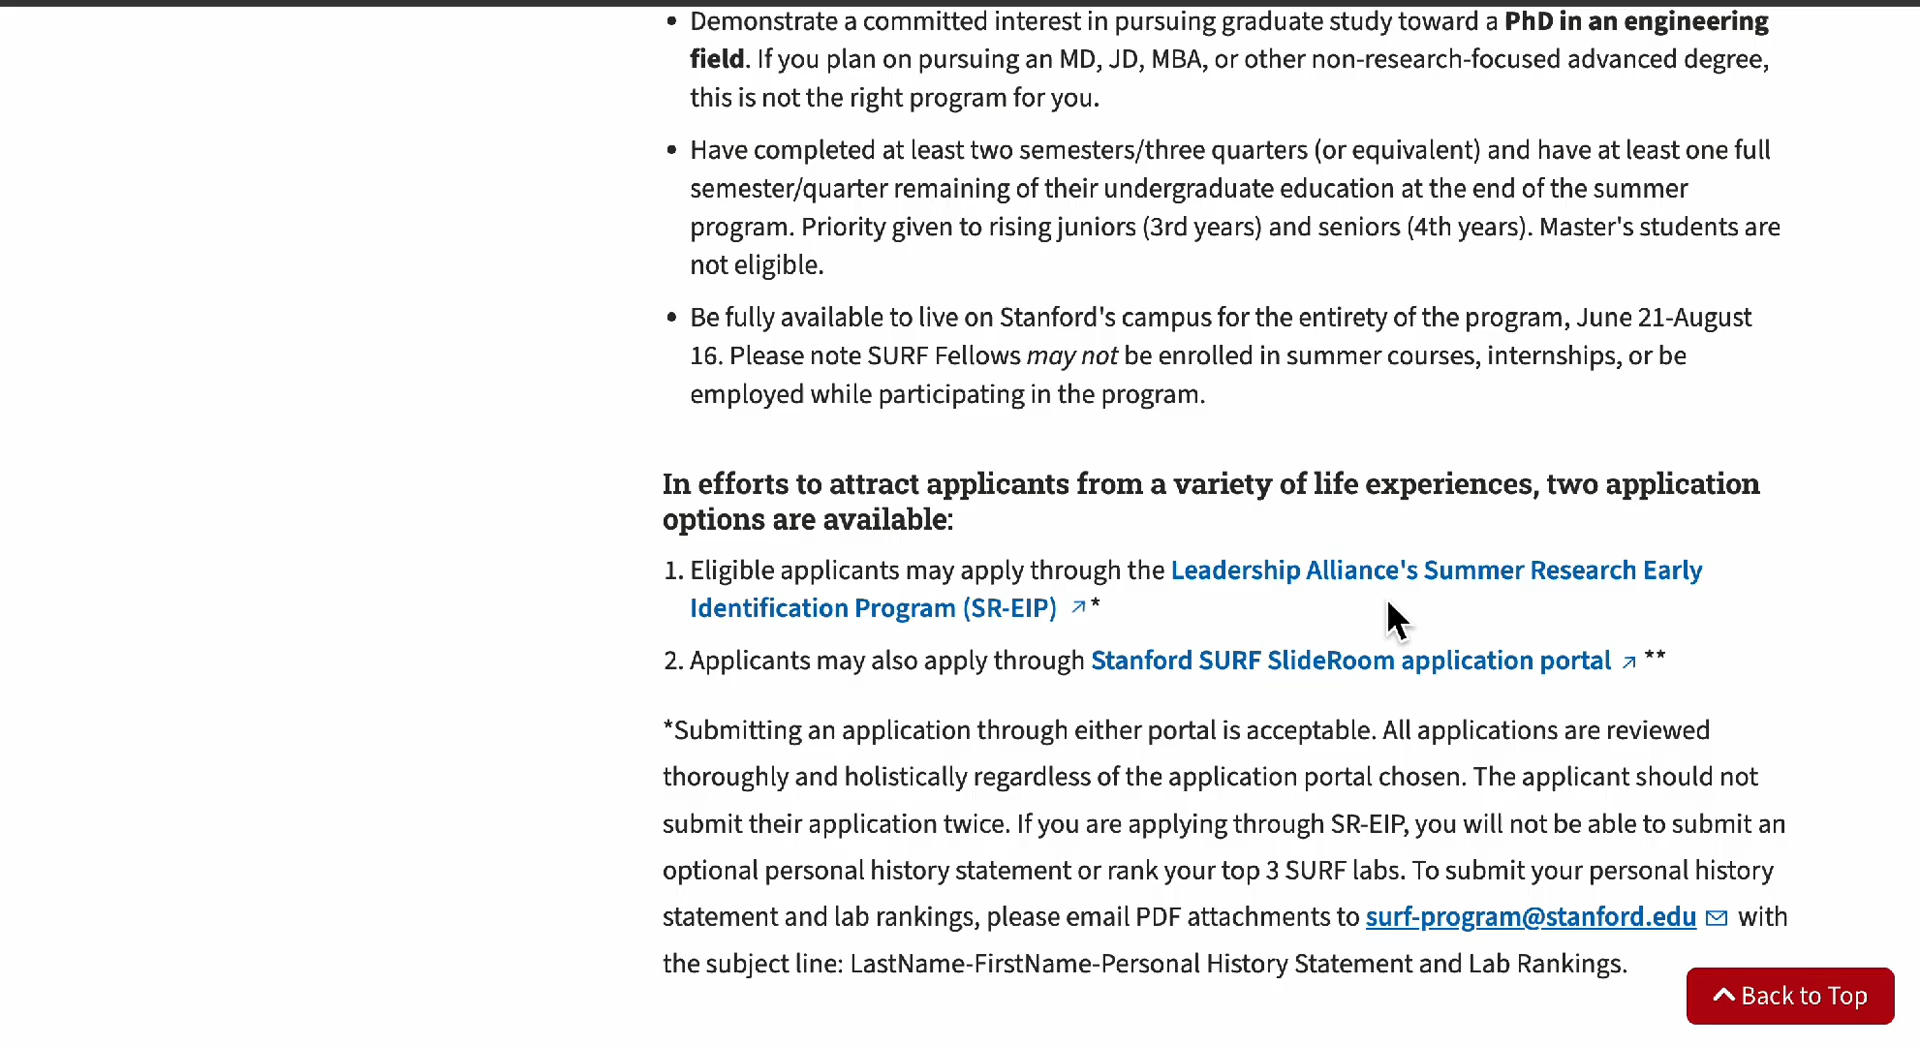 • Demonstrate a committed interest in pursuing graduate study toward a PhD in an engineering
field. If you plan on pursuing an MD, JD, MBA, or other non-research-focused advanced degree,
this is not the right program for you.
• Have completed at least two semesters/three quarters (or equivalent) and have at least one full
semester/quarter remaining of their undergraduate education at the end of the summer
program. Priority given to rising juniors (3rd years) and seniors (4th years). Master's students are
not eligible.
• Be fully available to live on Stanford's campus for the entirety of the program, June 21-August
16. Please note SURF Fellows may not be enrolled in summer courses, internships, or be
employed while participating in the program.
In efforts to attract applicants from a variety of life experiences, two application
options are available:
1. Eligible applicants may apply through the Leadership Alliance's Summer Research Early
Identification Program (SR-EIP) *
2. Applicants may also apply through Stanford SURF SlideRoom application portal **
*Submitting an application through either portal is acceptable. All applications are reviewed
thoroughly and holistically regardless of the application portal chosen. The applicant should not
submit their application twice. If you are applying through SR-EIP, you will not be able to submit an
optional personal history statement or rank your top 3 SURF labs. To submit your personal history
statement and lab rankings, please email PDF attachments to surf-program@stanford.edu with
the subject line: LastName-FirstName-Personal History Statement and Lab Rankings.
Back to Top